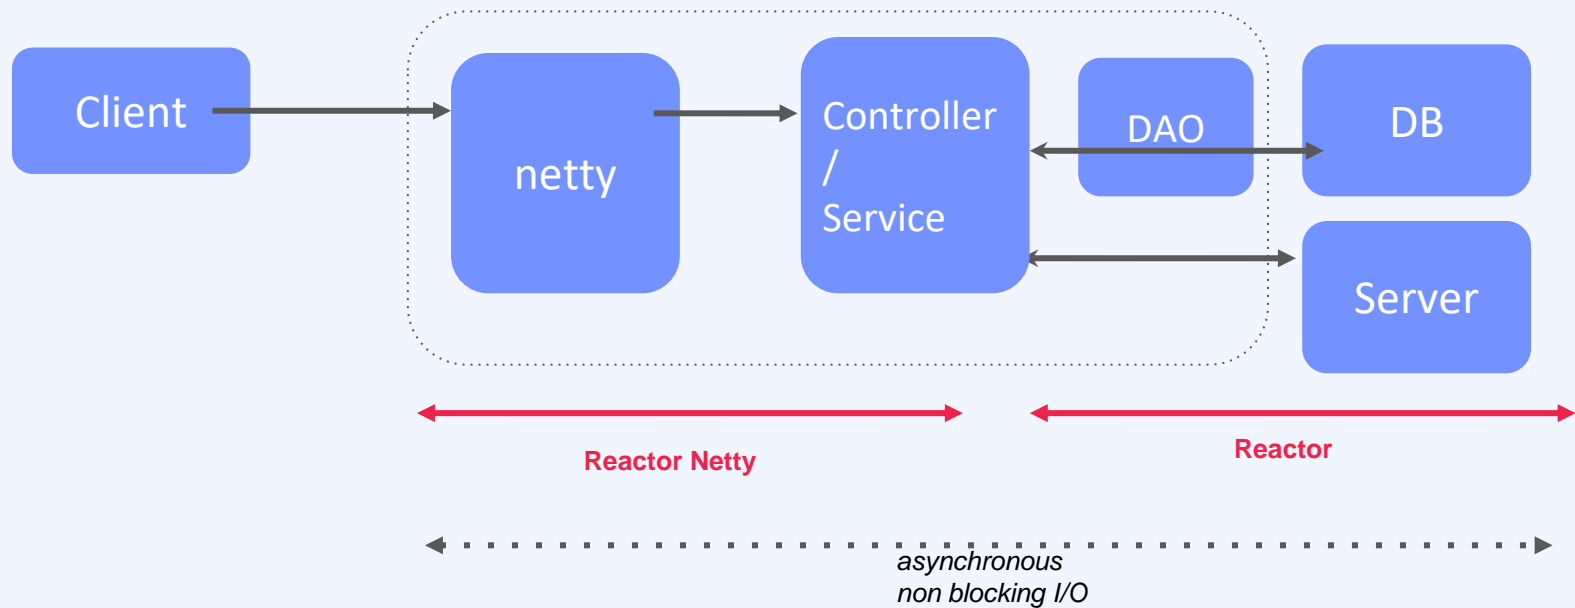 Client
netty
Controller
/
Service
DAO
DB
Server
Reactor Netty
Reactor
asynchronous
non blocking I/O